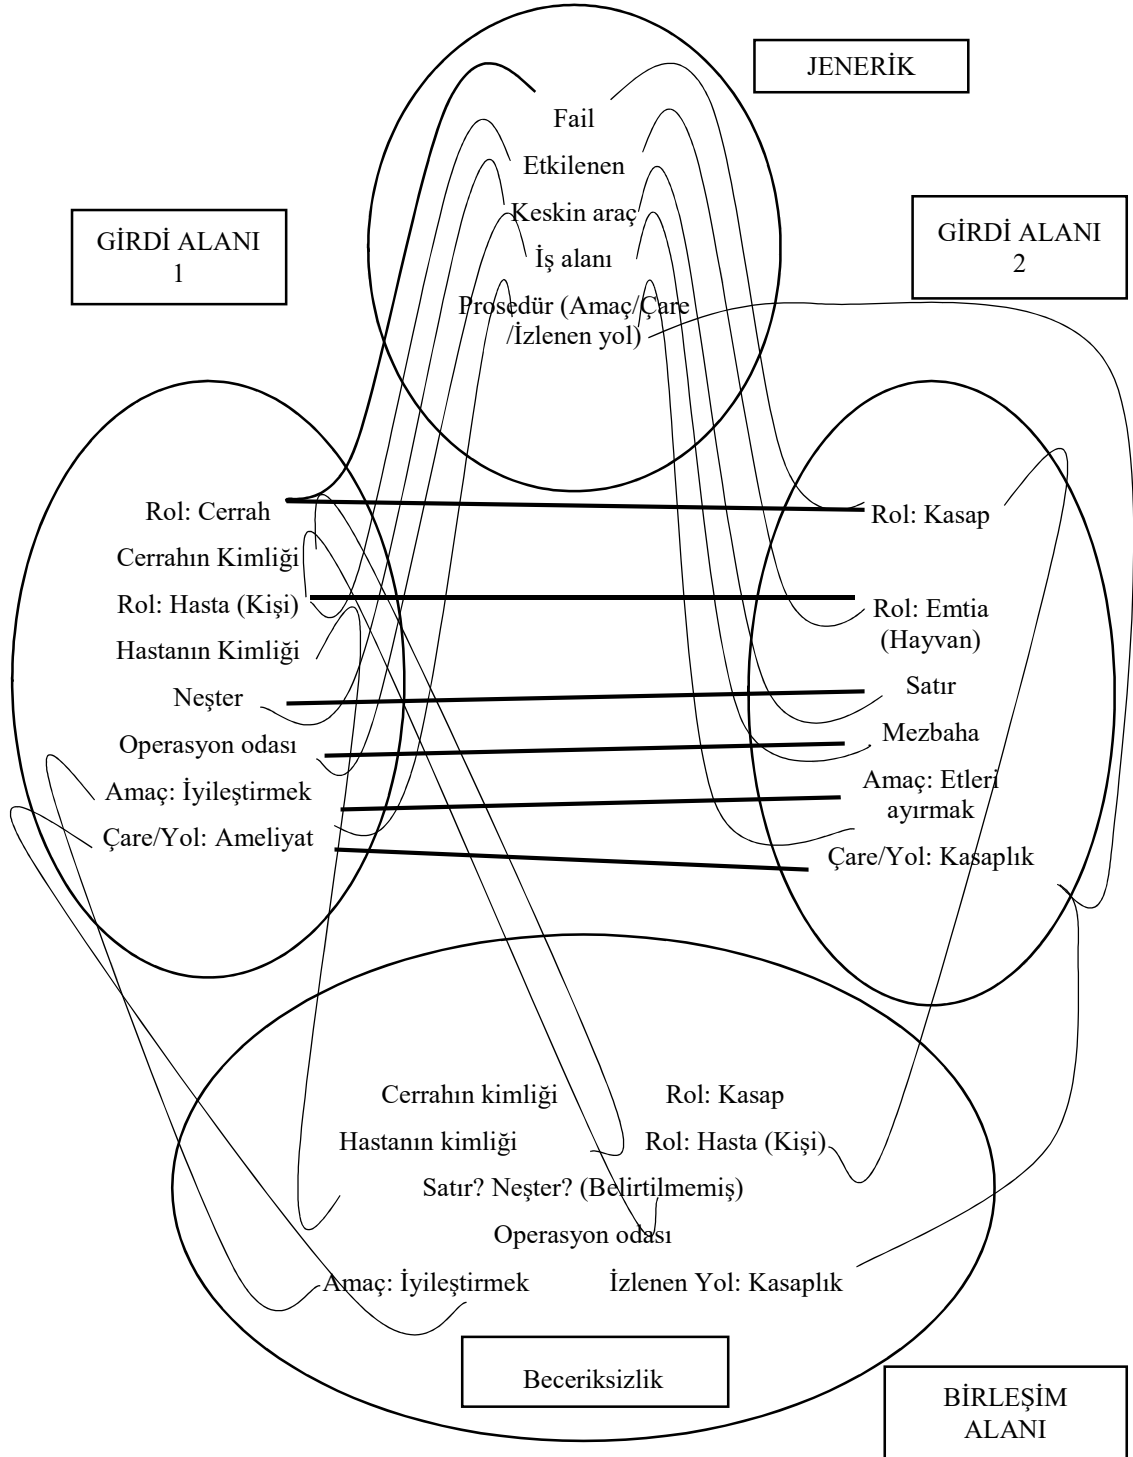 JENERİK
Fail
Etkilenen
Keskin araç
İş alanı
Prosedür (Amaç/Çare
/İzlenen yol)
GİRDİ ALANI
1
GİRDİ ALANI
2
Rol: Cerrah
Cerrahın Kimliği
Rol: Hasta (Kişi)
Hastanın Kimliği
Neşter
Operasyon odası
Amaç: İyileştirmek
Çare/Yol: Ameliyat
Rol: Kasap
Rol: Emtia
(Hayvan)
Satır
Mezbaha
Amaç: Etleri
ayırmak
Çare/Yol: Kasaplık
Cerrahın kimliği Rol: Kasap
Hastanın kimliği Rol: Hasta (Kişi)
Satır? Neşter? (Belirtilmemiş)
Operasyon odası
Amaç: İyileştirmek İzlenen Yol: Kasaplık
Beceriksizlik
BİRLEŞİM
ALANI